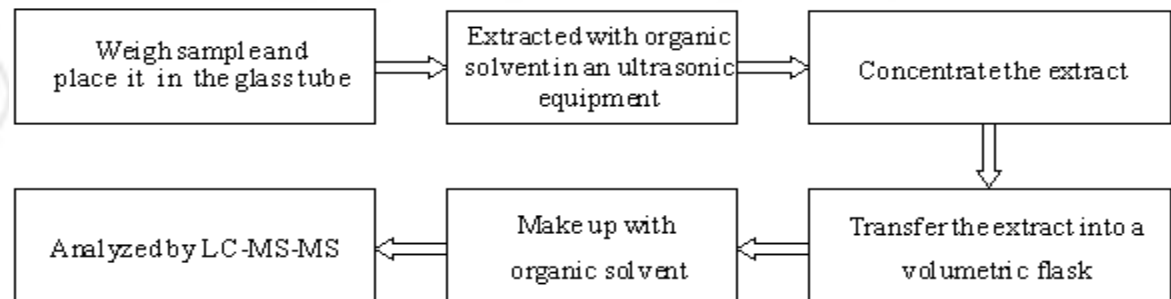 Weigh sample and
place it in the glass tube
Extracted with organic
solvent in an ultrasonic
equipment
Concentrate the extract
Transfer the extract into a
volumetric flask
Make up with
organic solvent
Analyzed by LC-MS-MS